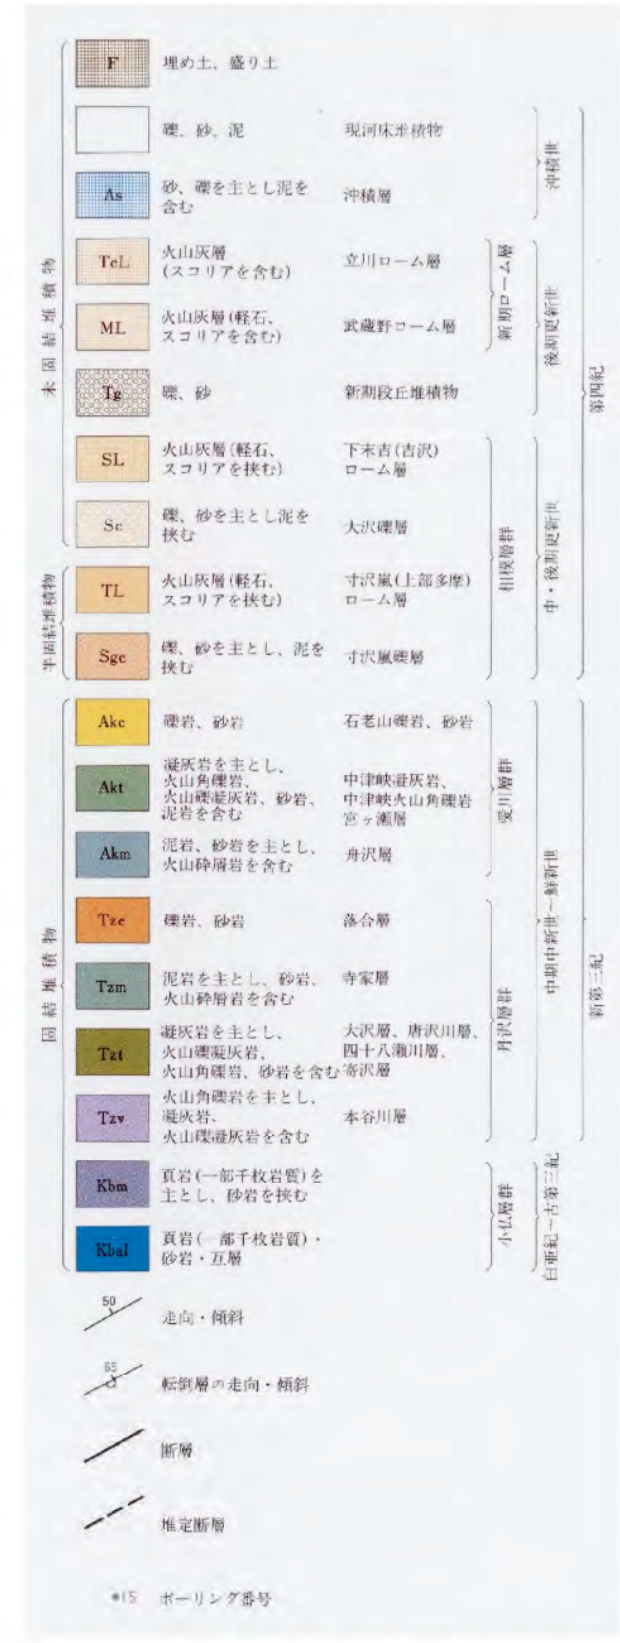 F 埋め土、盛り土
礫、砂、泥 現河床堆積物
As 砂、礫を主とし泥を
含む 沖積層
TcL 火山灰層
(スコリアを含む) 立川ローム層
ML 火山灰層(軽石、
スコリアを含む) 武蔵野ローム層
Tg 礫、砂 新期段丘堆積物
SL 火山灰層(軽石、
スコリアを挟む) 下末吉(吉沢)
ローム層
Sc 礫、砂を主とし泥を
挟む 大沢礫層
TL 火山灰層(軽石、
スコリアを挟む) 寸沢嵐(上部多摩)
ローム層
Sgc 礫、砂を主とし、泥を
挟む 寸沢嵐礫層
Akc 礫岩、砂岩 石老山礫岩、砂岩
Akt 凝灰岩を主とし、
火山角礫岩、
火山礫凝灰岩、砂岩、
泥岩を含む
中津峡凝灰岩、
中津峡火山角礫岩
宮ヶ瀬層
Akm 泥岩、砂岩を主とし、
火山砕屑岩を含む 舟沢層
Tzc 礫岩、砂岩 落合層
Tzm 泥岩を主とし、砂岩、
火山砕屑岩を含む 寺家層
Tzt 凝灰岩を主とし、
火山礫凝灰岩、
火山角礫岩、砂岩を含む
大沢層、唐沢川層、
四十八瀬川層、
寄沢層
Tzv 火山角礫岩を主とし、
凝灰岩、
火山礫凝灰岩を含む 本谷川層
Kbm 頁岩(一部千枚岩質)を
主とし、砂岩を挟む
Kbal 頁岩(一部千枚岩質)・
砂岩・互層
未固結堆積物
半固結堆積物
固結堆積物
新期ローム層
相模層群
愛川層群
丹沢層群
小仏層群
沖積世
後期更新世
中・後期更新世
中期中新世~鮮新世
白亜紀~古第三紀
第四紀
新第三紀
50 走向・傾斜
65 転倒層の走向・傾斜
断層
推定断層
15 ボーリング番号